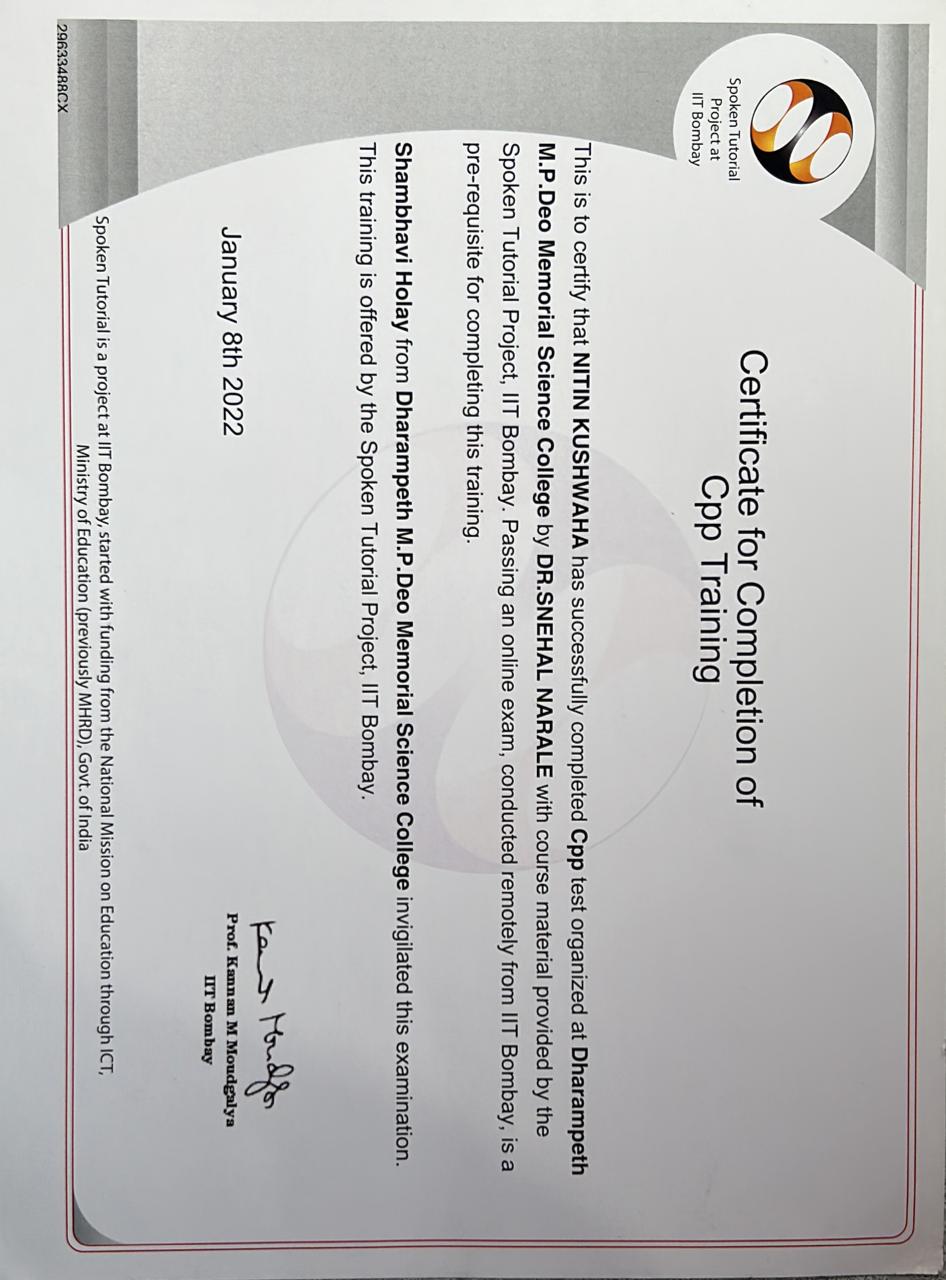 Spoken Tutorial
Project at
IIT Bombay
Certificate for Completion of
Cpp Training
This is to certify that NITIN KUSHWAHA has successfully completed Cpp test organized at Dharampeth
M.P.Deo Memorial Science College by DR.SNEHAL NARALE with course material provided by the
Spoken Tutorial Project, IIT Bombay. Passing an online exam, conducted remotely from IIT Bombay, is a
pre-requisite for completing this training.
Shambhavi Holay from Dharampeth M.P.Deo Memorial Science College invigilated this examination.
This training is offered by the Spoken Tutorial Project, IIT Bombay.
January 8th 2022
Prof. Kannan M Moudgalya
IIT Bombay
Spoken Tutorial is a project at IIT Bombay, started with funding from the National Mission on Education through ICT,
Ministry of Education (previously MHRD), Govt. of India
29633488CX